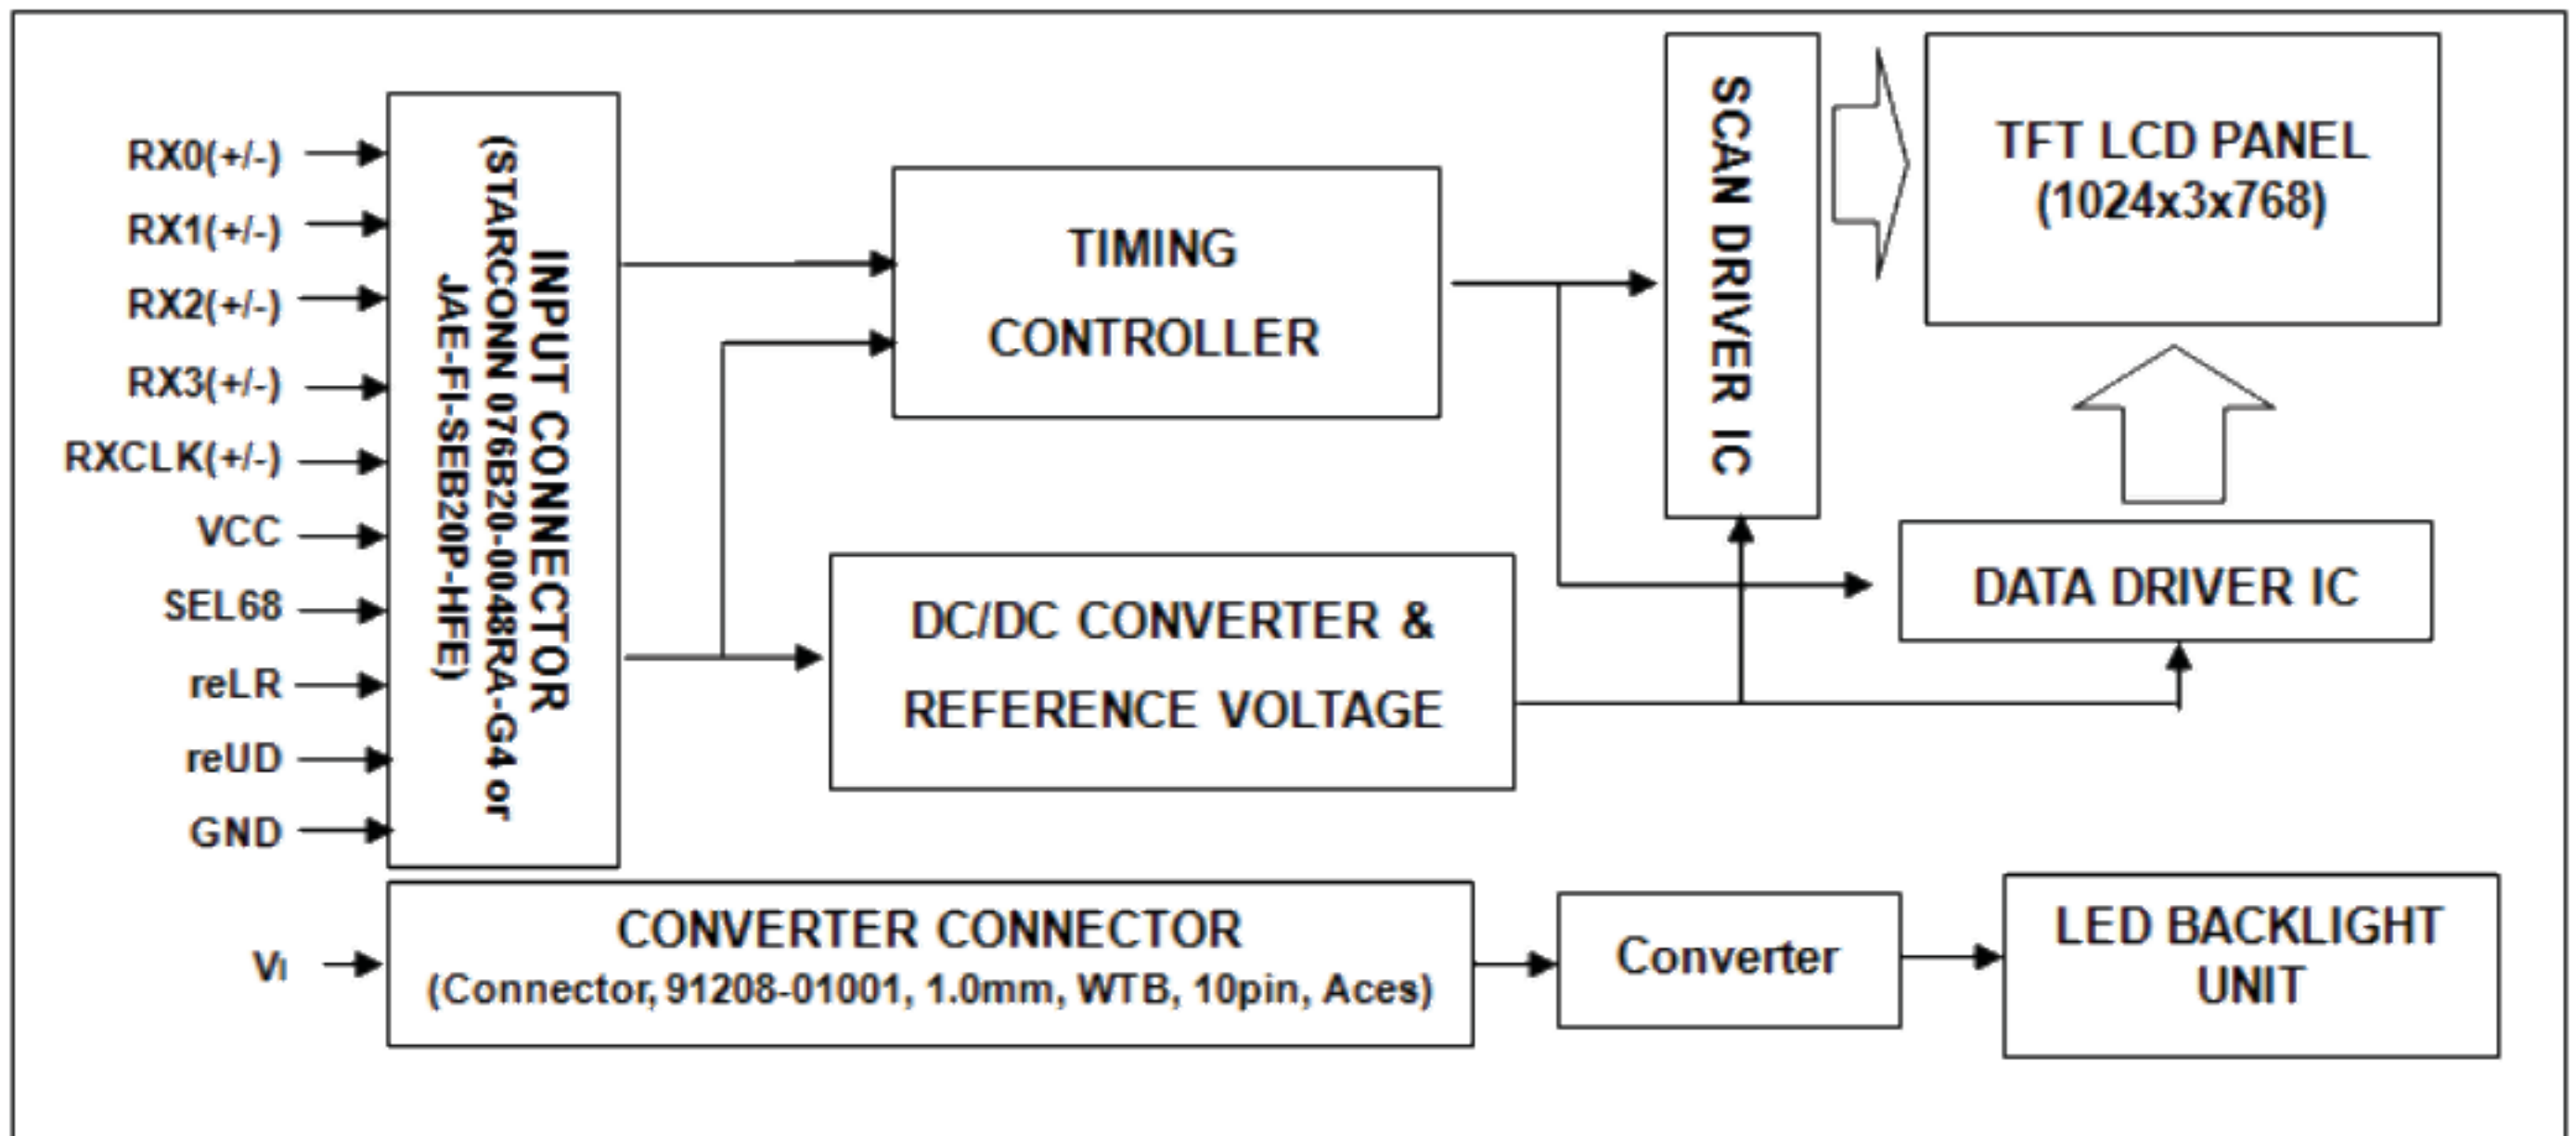 RX0(+/-)
RX1(+/-)
RX2(+/-)
RX3(+/-)
RXCLK(+/-)
VCC
SEL68
reLR
reUD
GND
INPUT CONNECTOR
(STARCONN 076B20-0048RA-G4 or
JAE-FI-SEB20P-HFE)
TIMING
CONTROLLER
DC/DC CONVERTER &
REFERENCE VOLTAGE
SCAN DRIVER IC
TFT LCD PANEL
(1024x3x768)
DATA DRIVER IC
VI
CONVERTER CONNECTOR
(Connector, 91208-01001, 1.0mm, WTB, 10pin, Aces)
Converter
LED BACKLIGHT
UNIT